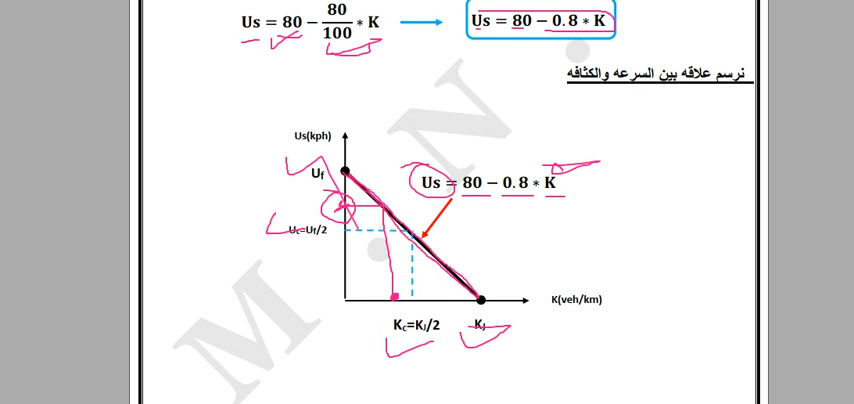 Us = 80 − 80/100 * K
Us = 80 − 0.8 * K
نرسم علاقه بين السرعه والكثافه
Us(kph)
Uf
Us = 80 − 0.8 * K
Uc=Uf/2
K(veh/km)
Kc=KJ/2
KJ
M . N .